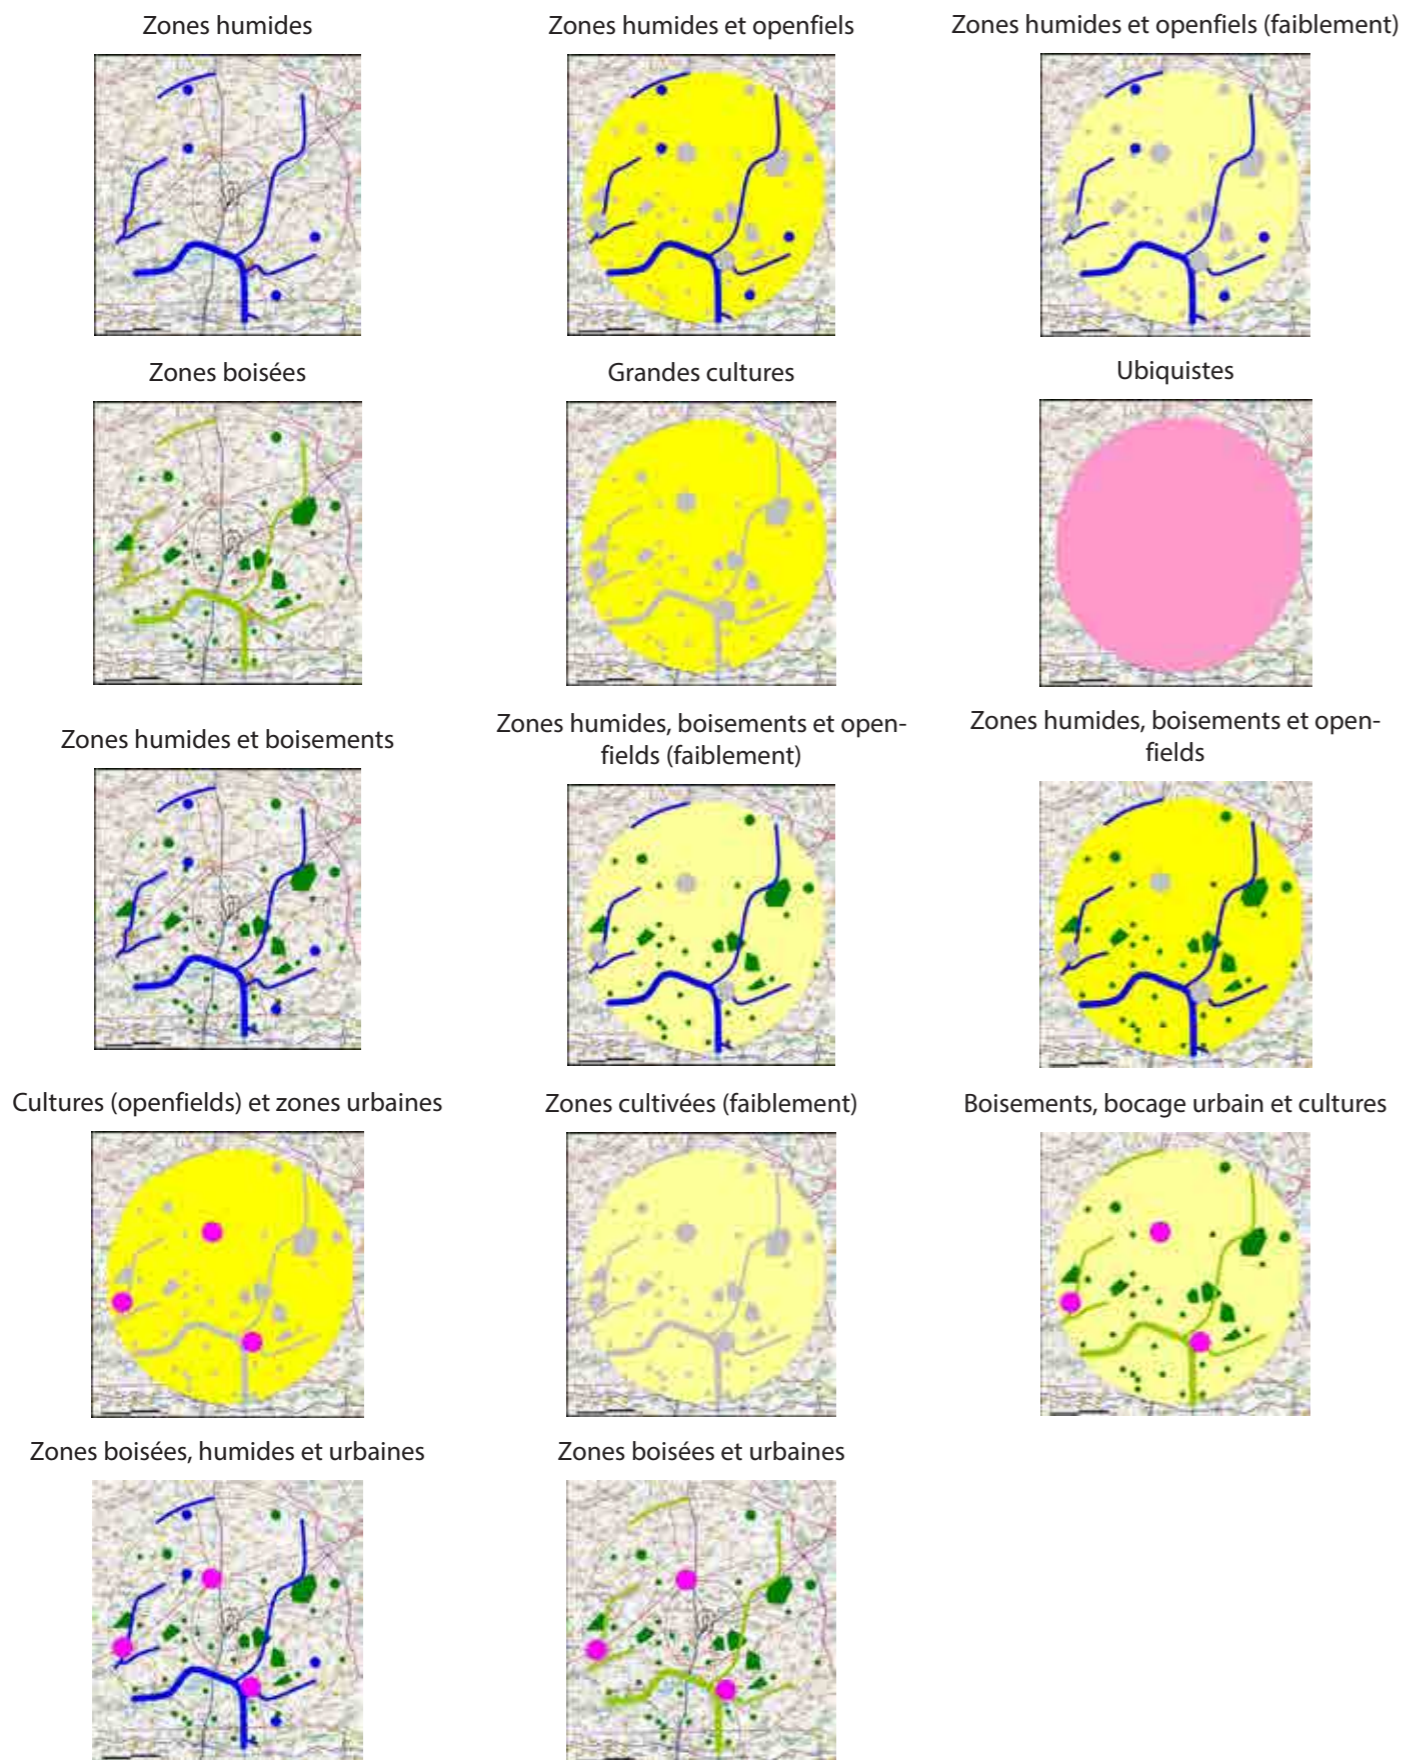 Zones humides
Zones humides et openfiels
Zones humides et openfiels (faiblement)
Zones boisées
Grandes cultures
Ubiquistes
Zones humides et boisements
Zones humides, boisements et open-
fields (faiblement)
Zones humides, boisements et open-
fields
Cultures (openfields) et zones urbaines
Zones cultivées (faiblement)
Boisements, bocage urbain et cultures
Zones boisées, humides et urbaines
Zones boisées et urbaines